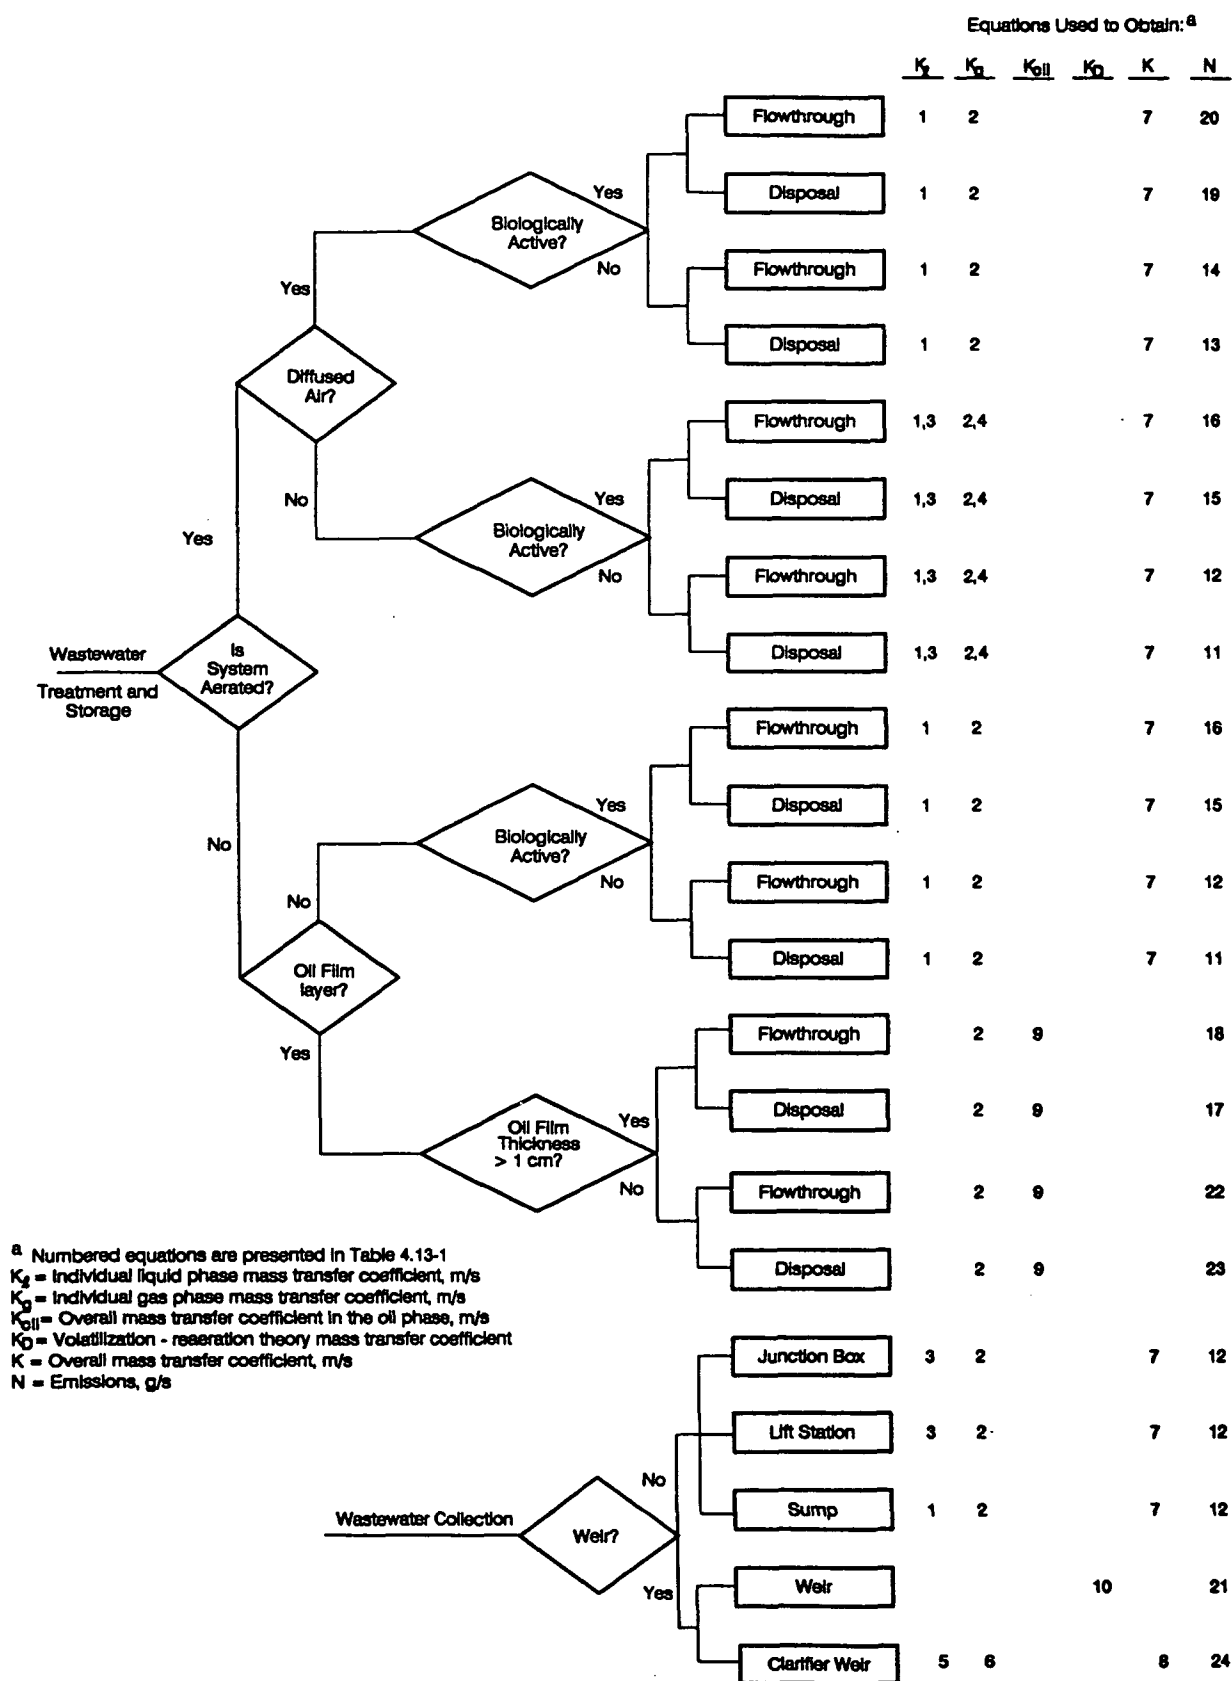 Equations Used to Obtain: a
Kℓ Kg Koil KD K N
Flowthrough 1 2 7 20
Yes
Disposal 1 2 7 19
Biologically
Active?
No
Flowthrough 1 2 7 14
Yes
Disposal 1 2 7 13
Diffused
Air?
Flowthrough 1,3 2,4 7 16
No
Yes
Disposal 1,3 2,4 7 15
Biologically
Active?
Yes
No
Flowthrough 1,3 2,4 7 12
Disposal 1,3 2,4 7 11
Wastewater
Treatment and
Storage
Is
System
Aerated?
Flowthrough 1 2 7 16
Yes
Disposal 1 2 7 15
Biologically
Active?
No
No
Flowthrough 1 2 7 12
No
Disposal 1 2 7 11
Oil Film
layer?
Flowthrough 2 9 18
Yes
Disposal 2 9 17
Yes
Oil Film
Thickness
> 1 cm?
No
Flowthrough 2 9 22
Disposal 2 9 23
a Numbered equations are presented in Table 4.13-1
Kℓ = Individual liquid phase mass transfer coefficient, m/s
Kg = Individual gas phase mass transfer coefficient, m/s
Koil = Overall mass transfer coefficient in the oil phase, m/s
KD = Volatilization - reaeration theory mass transfer coefficient
K = Overall mass transfer coefficient, m/s
N = Emissions, g/s
Junction Box 3 2 7 12
Lift Station 3 2 7 12
No
Sump 1 2 7 12
Wastewater Collection
Weir?
Yes
Weir 10 21
Clarifier Weir 5 6 8 24